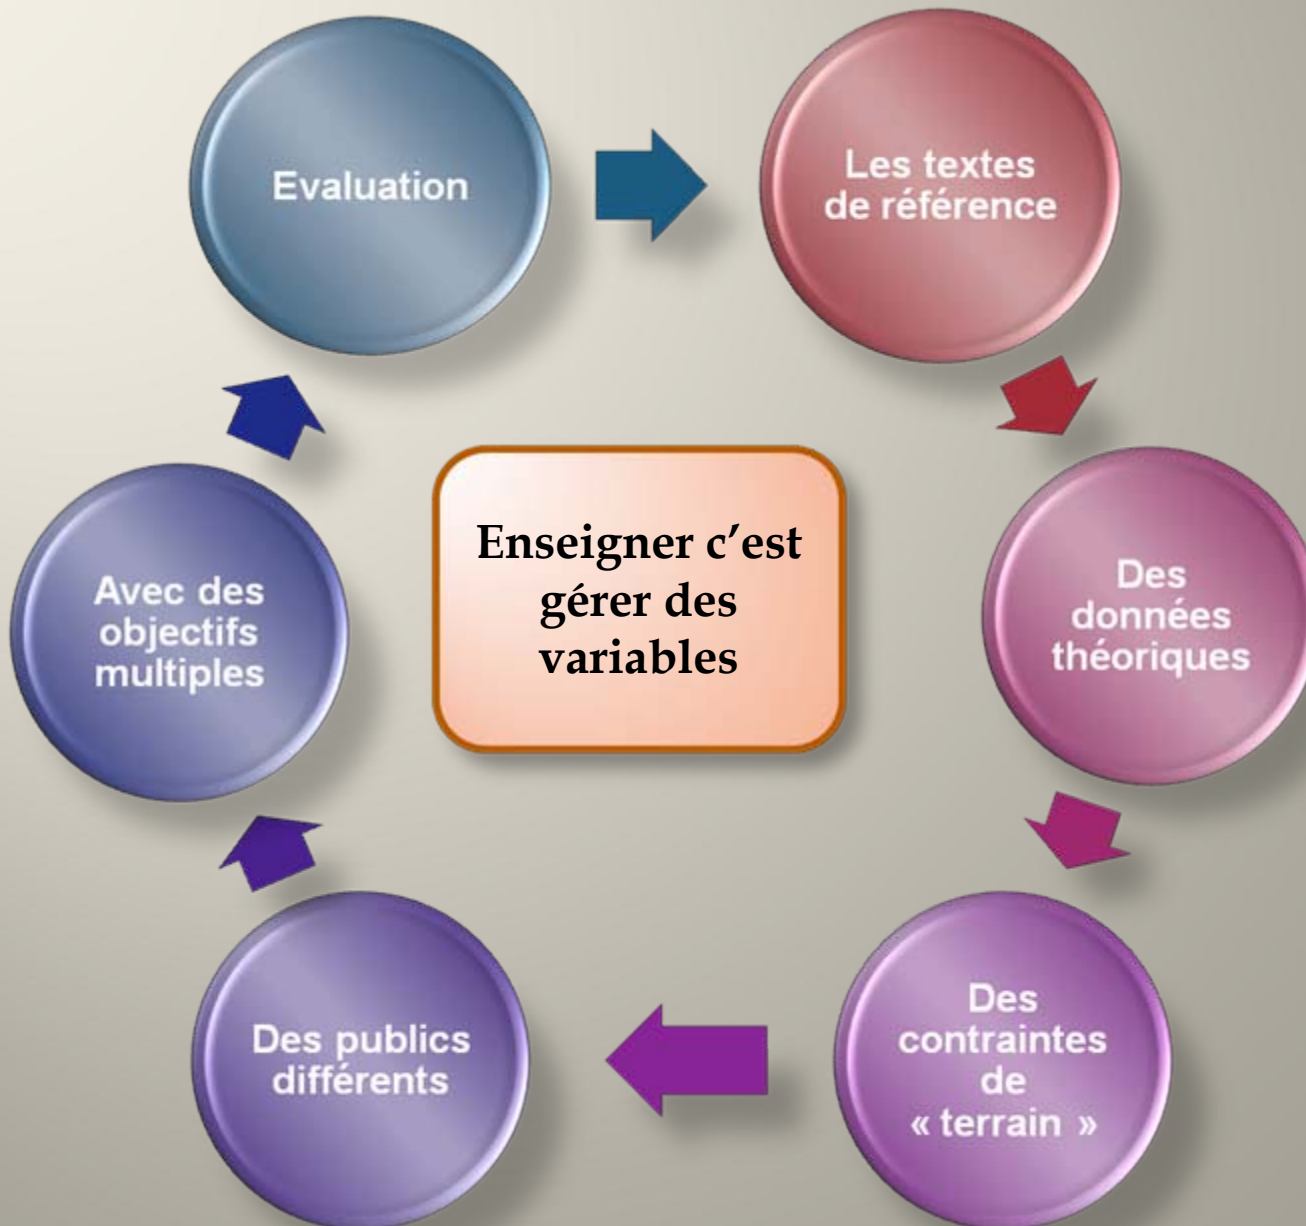 Evaluation
Les textes
de référence
Des
données
théoriques
Des
contraintes
de
« terrain »
Des publics
différents
Avec des
objectifs
multiples
Enseigner c’est
gérer des
variables